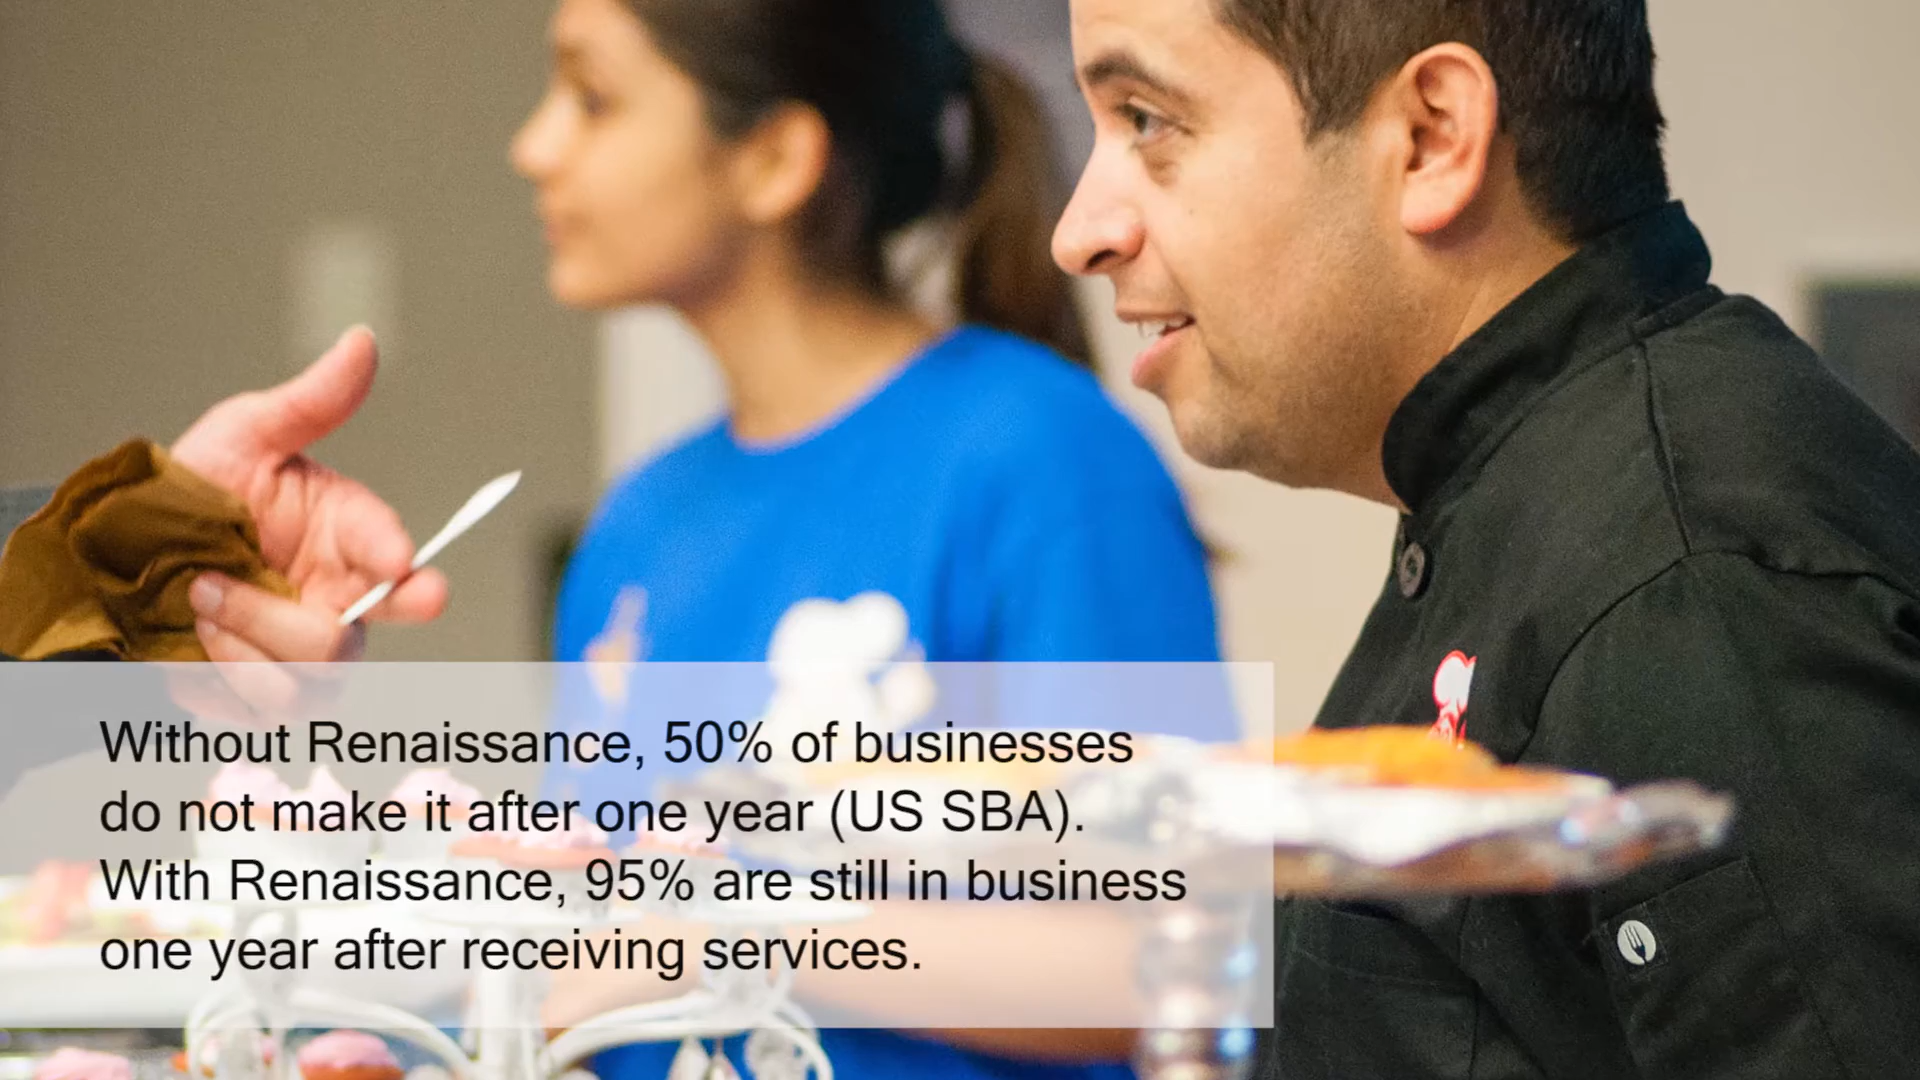 Without Renaissance, 50% of businesses
do not make it after one year (US SBA).
With Renaissance, 95% are still in business
one year after receiving services.